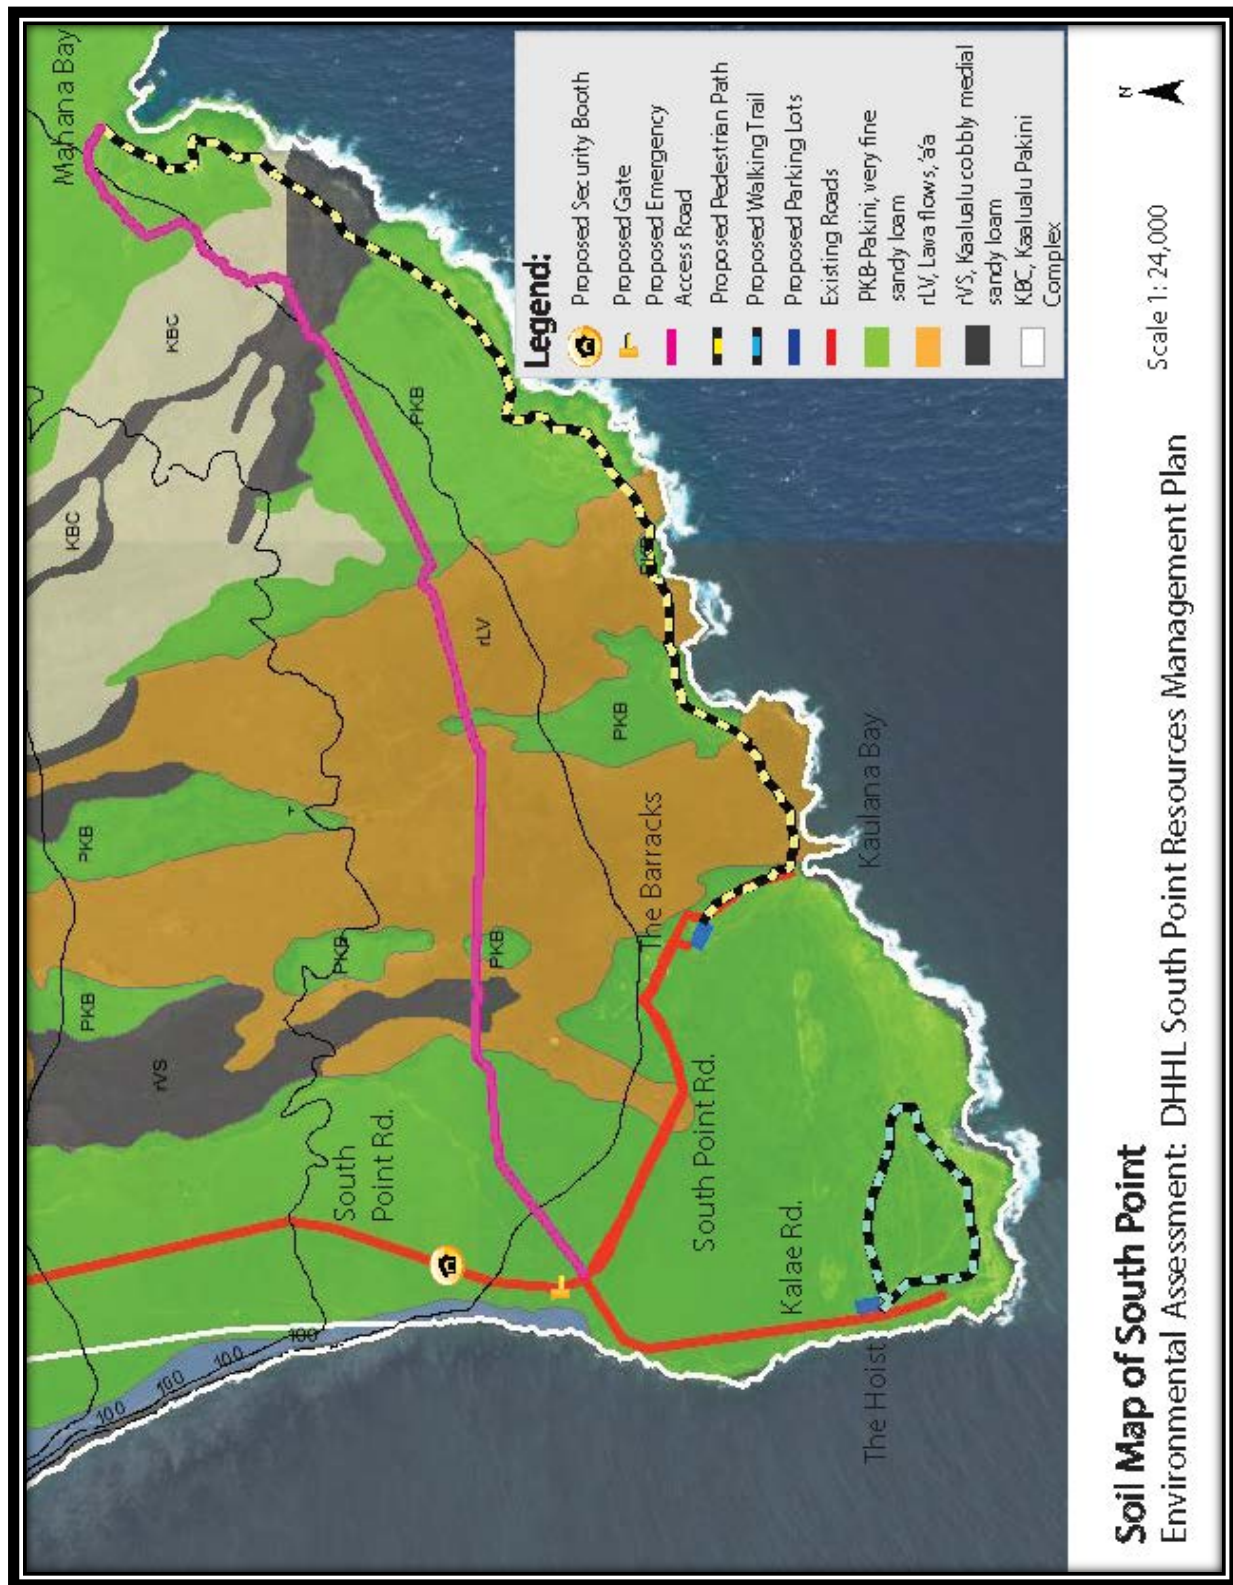 Mahana Bay
KBC
KBC
PKB
PKB
PKB
rVS
PKB
PKB
rLV
PKB
PKB
South
Point Rd.
The Barracks
South Point Rd.
Kaulana Bay
Kalae Rd.
The Hoist
100
100
100
100
Legend:
Proposed Security Booth
Proposed Gate
Proposed Emergency
Access Road
Proposed Pedestrian Path
Proposed Walking Trail
Proposed Parking Lots
Existing Roads
PKB-Pakini, very fine
sandy loam
rLV, Lava flows, 'a'a
rVS, Kaalualu cobbly medial
sandy loam
KBC, Kaalualu Pakini
Complex
Soil Map of South Point
Environmental Assessment: DHHL South Point Resources Management Plan
Scale 1: 24,000
N